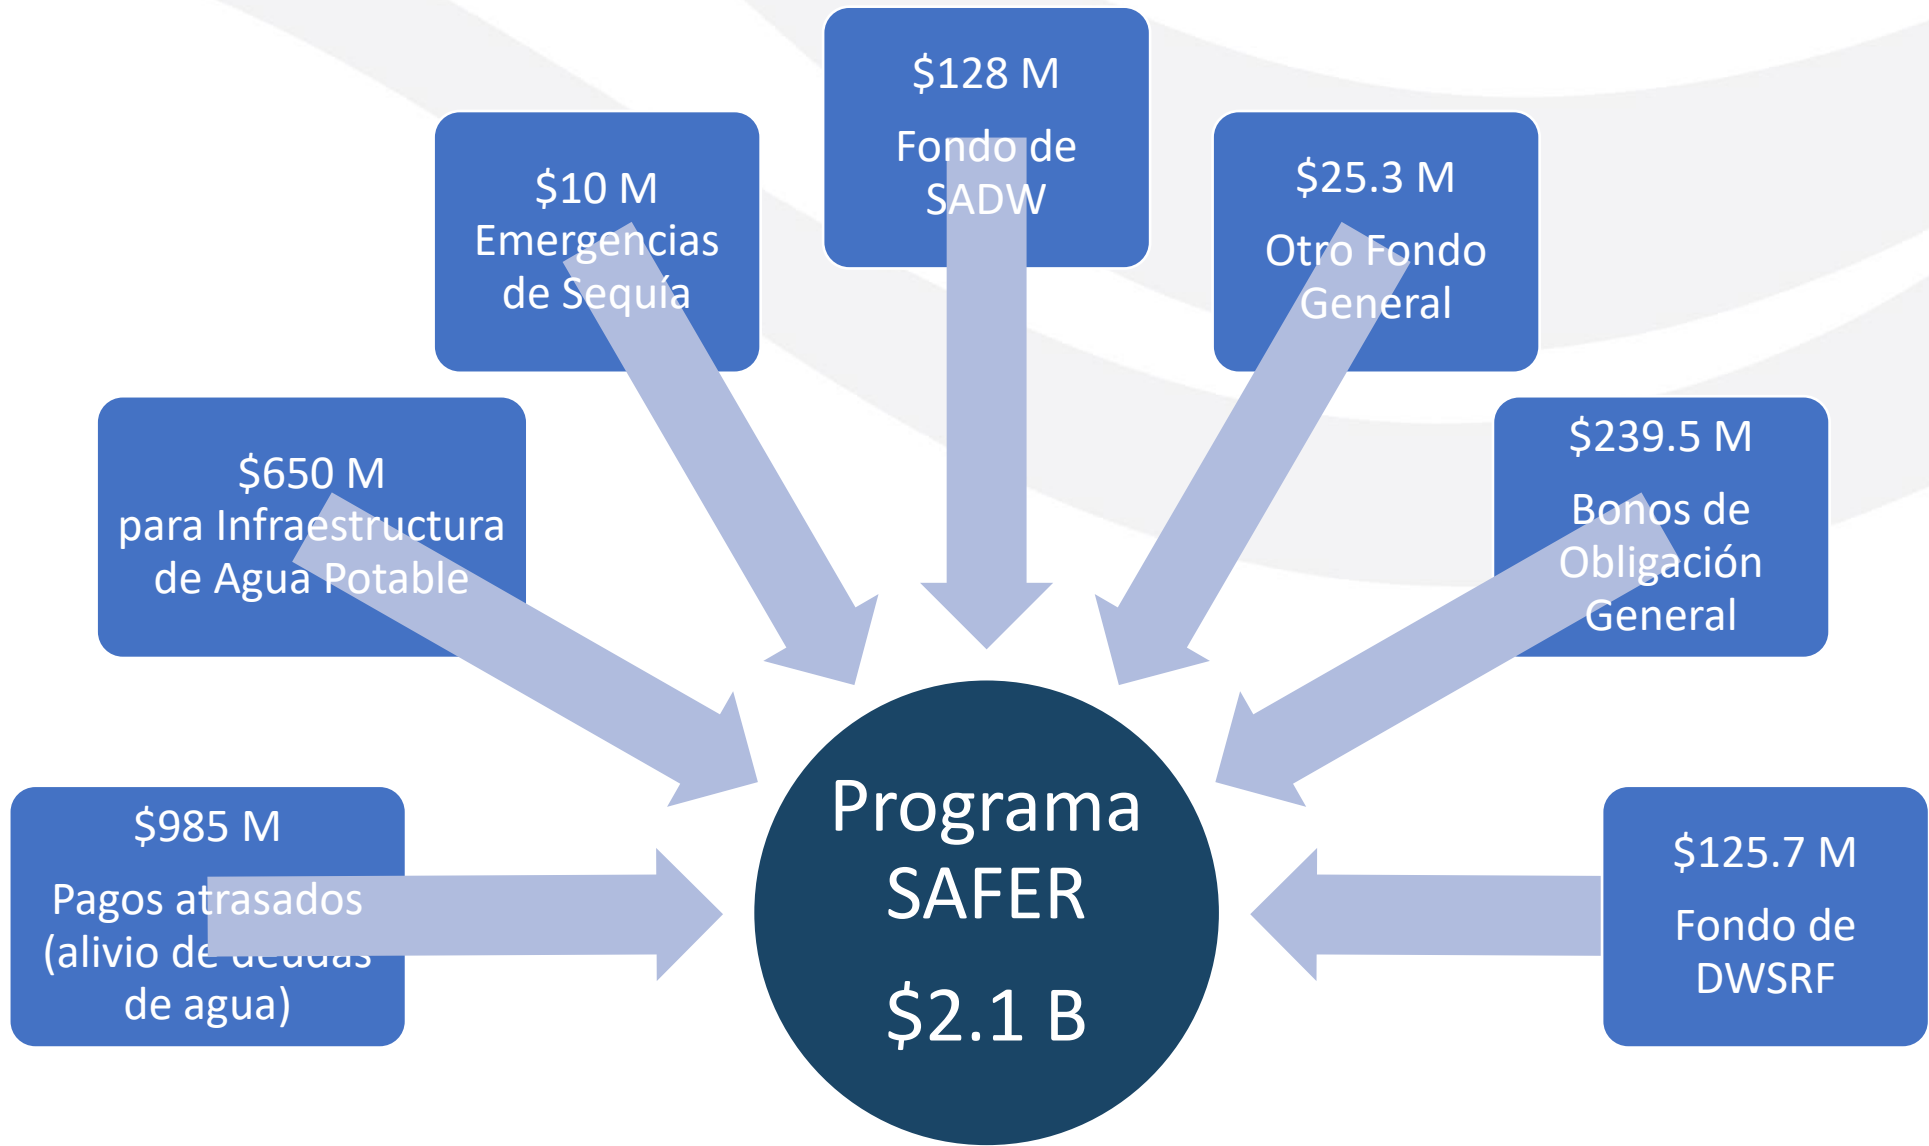 $128 M
Fondo de
SADW
$10 M
Emergencias
de Sequía
$25.3 M
Otro Fondo
General
$650 M
para Infraestructura
de Agua Potable
$239.5 M
Bonos de
Obligación
General
$985 M
Pagos atrasados
(alivio de deudas
de agua)
Programa
SAFER
$2.1 B
$125.7 M
Fondo de
DWSRF